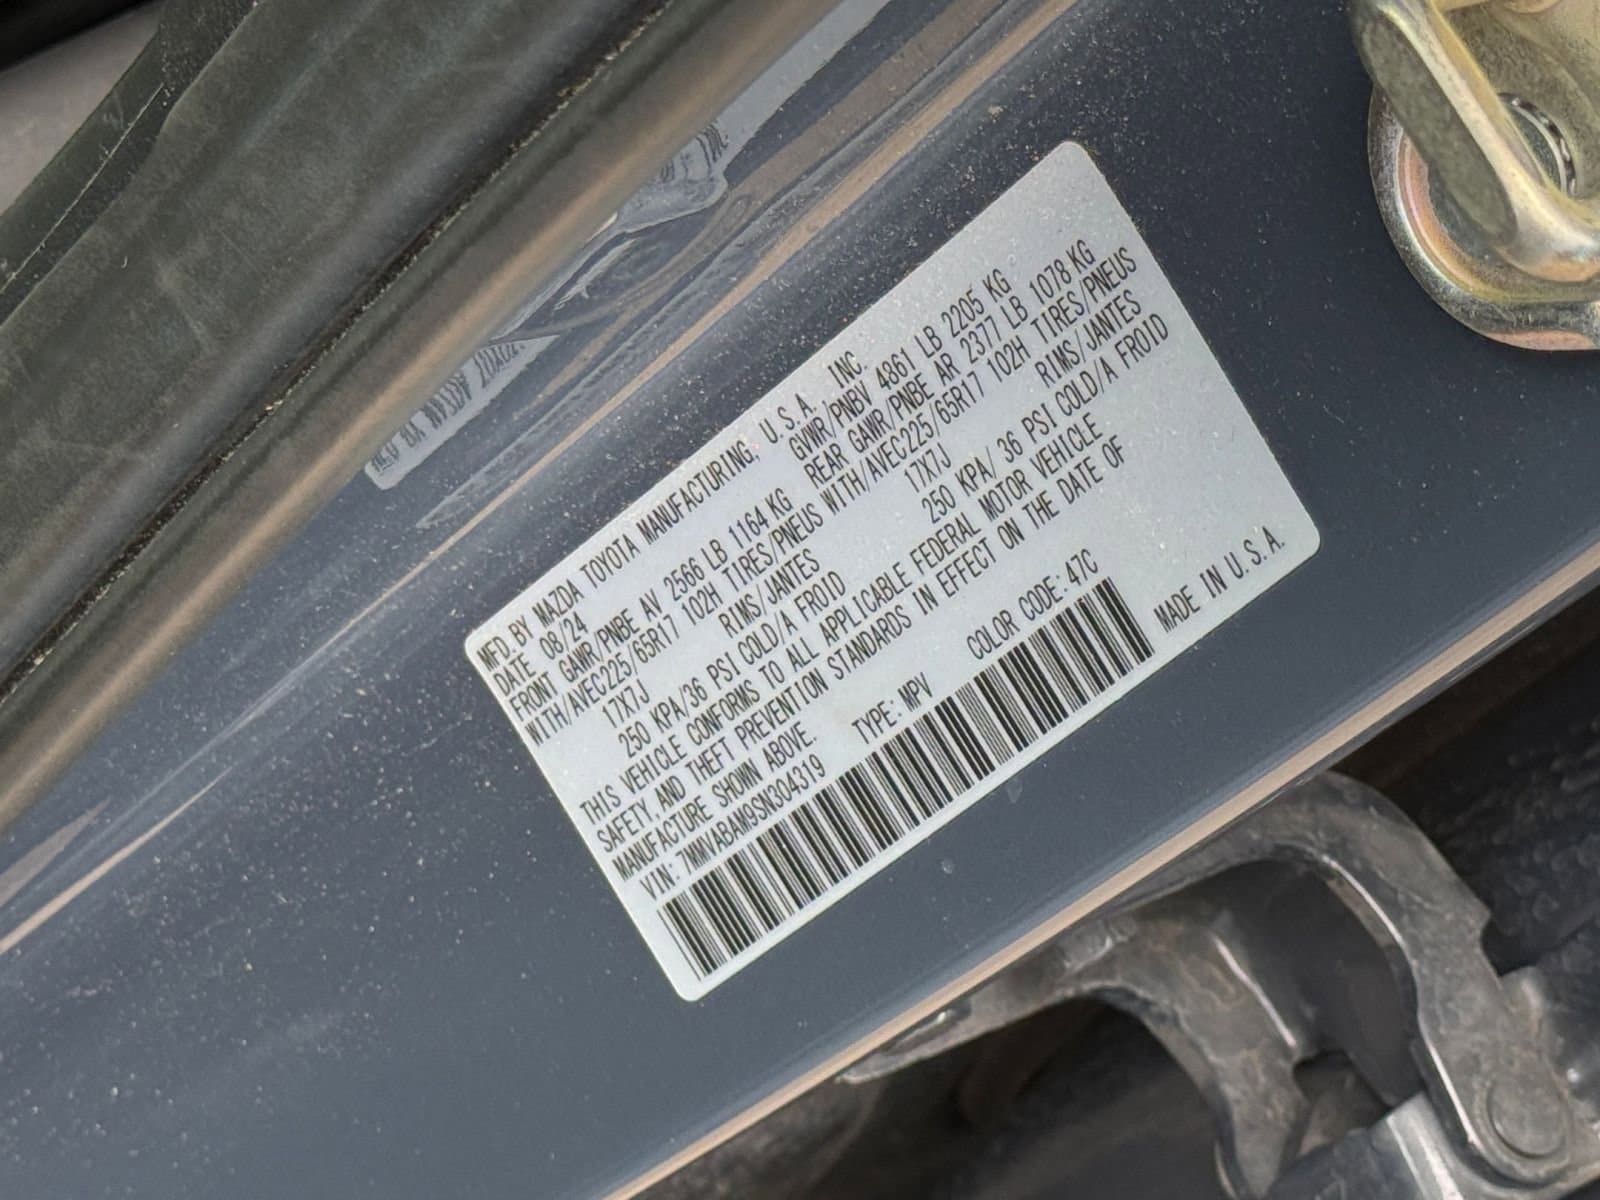 MFD. BY MAZDA TOYOTA MANUFACTURING, U.S.A. INC.
DATE 08/24 GVWR/PNBV 4861 LB 2205 KG
FRONT GAWR/PNBE AV 2566 LB 1164 KG REAR GAWR/PNBE AR 2377 LB 1078 KG
WITH/AVEC225/65R17 102H TIRES/PNEUS WITH/AVEC225/65R17 102H TIRES/PNEUS
17X7J RIMS/JANTES 17X7J RIMS/JANTES
250 KPA/36 PSI COLD/A FROID 250 KPA/ 36 PSI COLD/A FROID
THIS VEHICLE CONFORMS TO ALL APPLICABLE FEDERAL MOTOR VEHICLE
SAFETY, AND THEFT PREVENTION STANDARDS IN EFFECT ON THE DATE OF
MANUFACTURE SHOWN ABOVE.
VIN: 7MMVABAM9SN304319 TYPE: MPV COLOR CODE: 47C
MADE IN U.S.A.